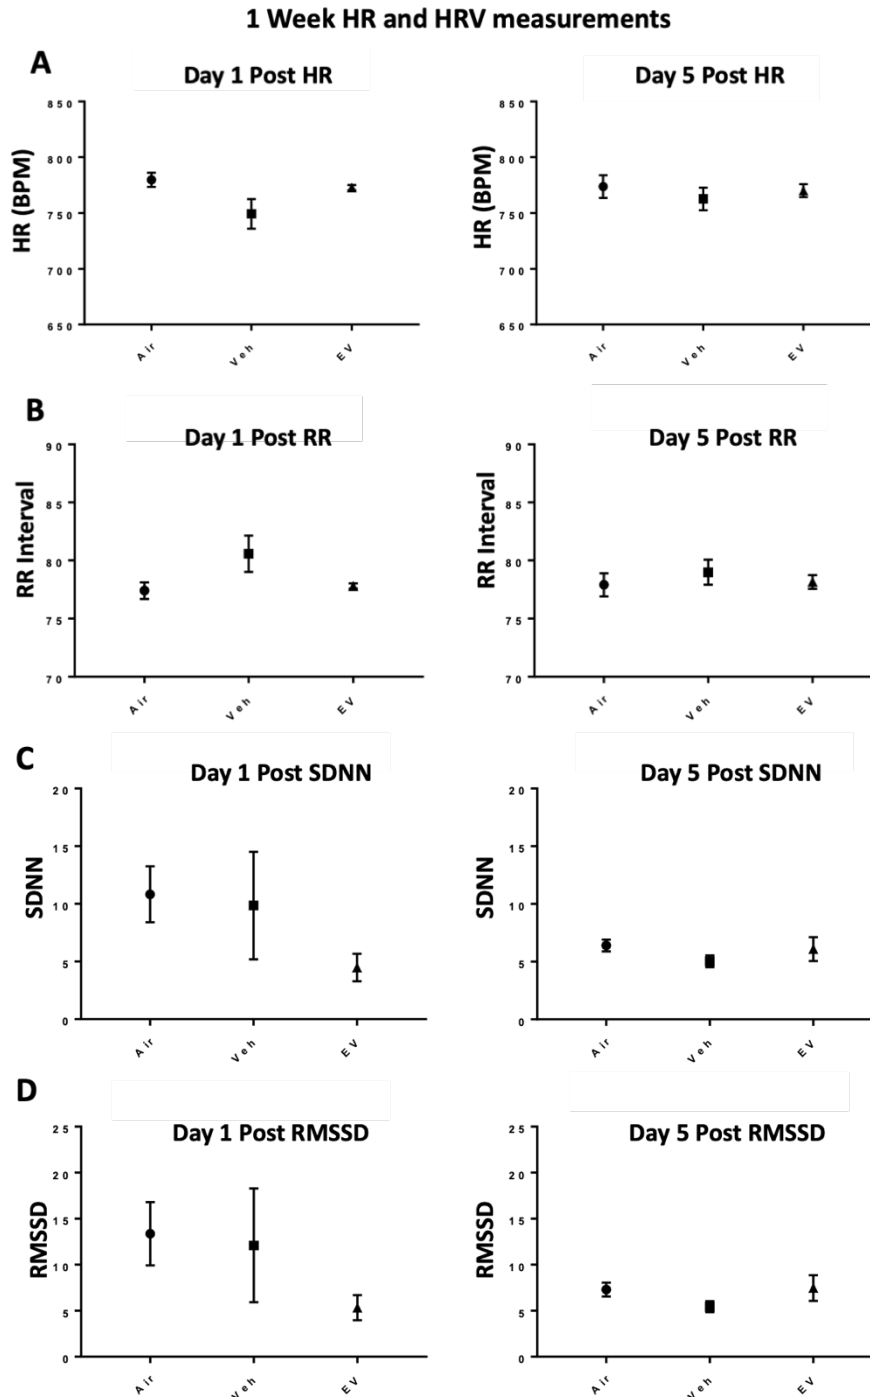 1 Week HR and HRV measurements
A
Day 1 Post HR
HR (BPM)
850
800
750
700
650
Air Veh EV
Day 5 Post HR
HR (BPM)
850
800
750
700
650
Air Veh EV
B
Day 1 Post RR
RR Interval
90
85
80
75
70
Air Veh EV
Day 5 Post RR
RR Interval
90
85
80
75
70
Air Veh EV
C
Day 1 Post SDNN
SDNN
20
15
10
5
0
Air Veh EV
Day 5 Post SDNN
SDNN
20
15
10
5
0
Air Veh EV
D
Day 1 Post RMSSD
RMSSD
25
20
15
10
5
0
Air Veh EV
Day 5 Post RMSSD
RMSSD
25
20
15
10
5
0
Air Veh EV